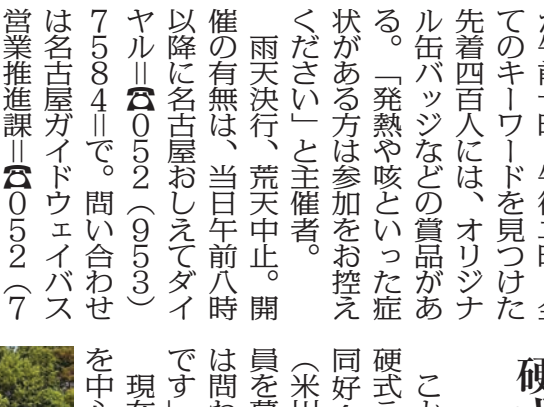 てのキーワードを見つけた
先着四百人には、オリジナ
ル缶バッジなどの賞品があ
る。「発熱や咳といった症
状がある方は参加をお控え
ください」と主催者。
雨天決行、荒天中止。開
催の有無は、当日午前八時
以降に名古屋おしえてダイ
ヤル＝☎052（953）
7584＝で。問い合わせ
は名古屋ガイドウェイバス
営業推進課＝☎052（7
硬式
同好
（米川
員を募
は問わ
です」
現在
を中心